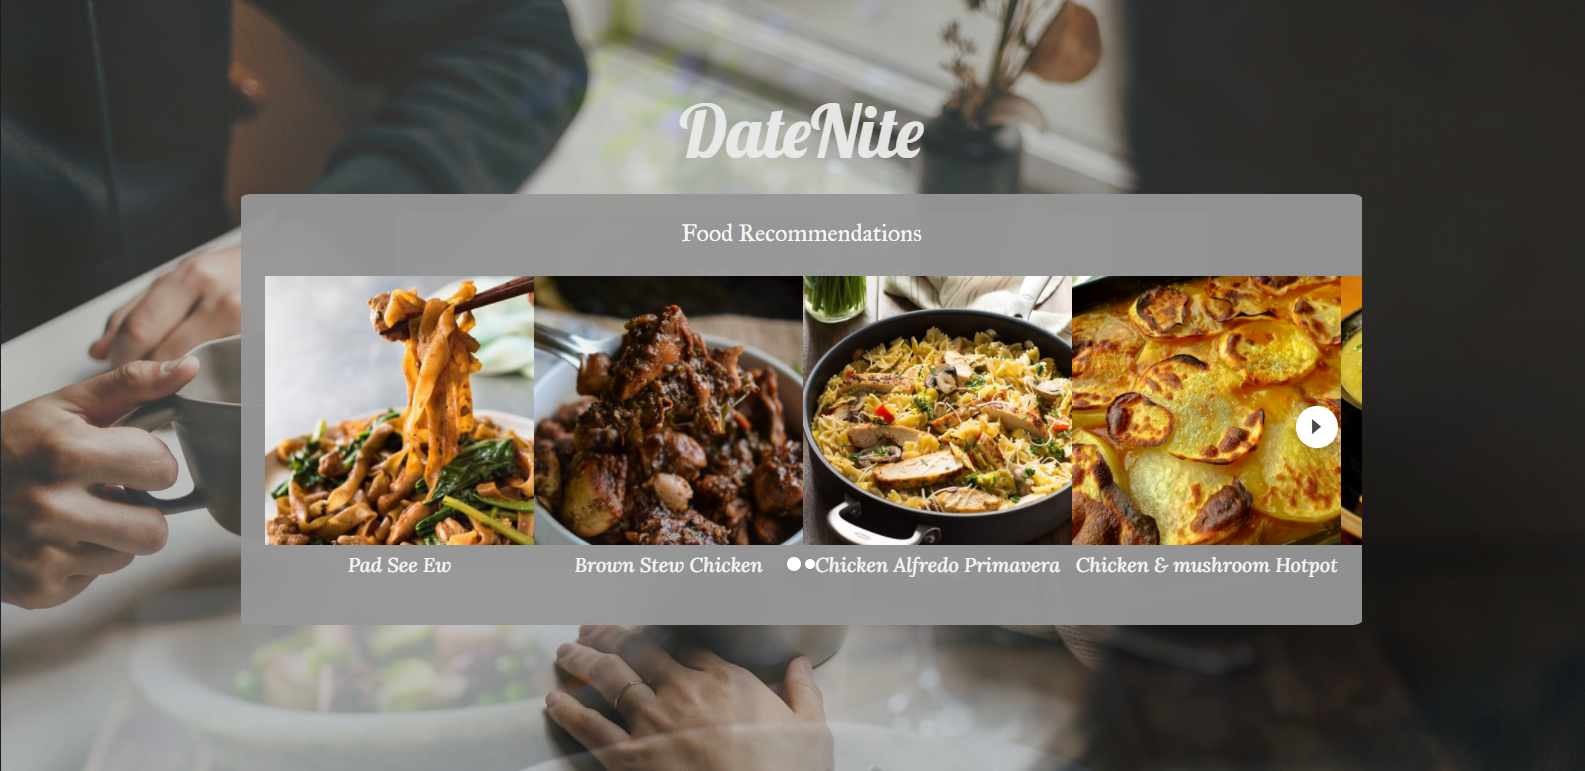 DateNite
Food Recommendations
Pad See Ew
Brown Stew Chicken
Chicken Alfredo Primavera
Chicken & mushroom Hotpot